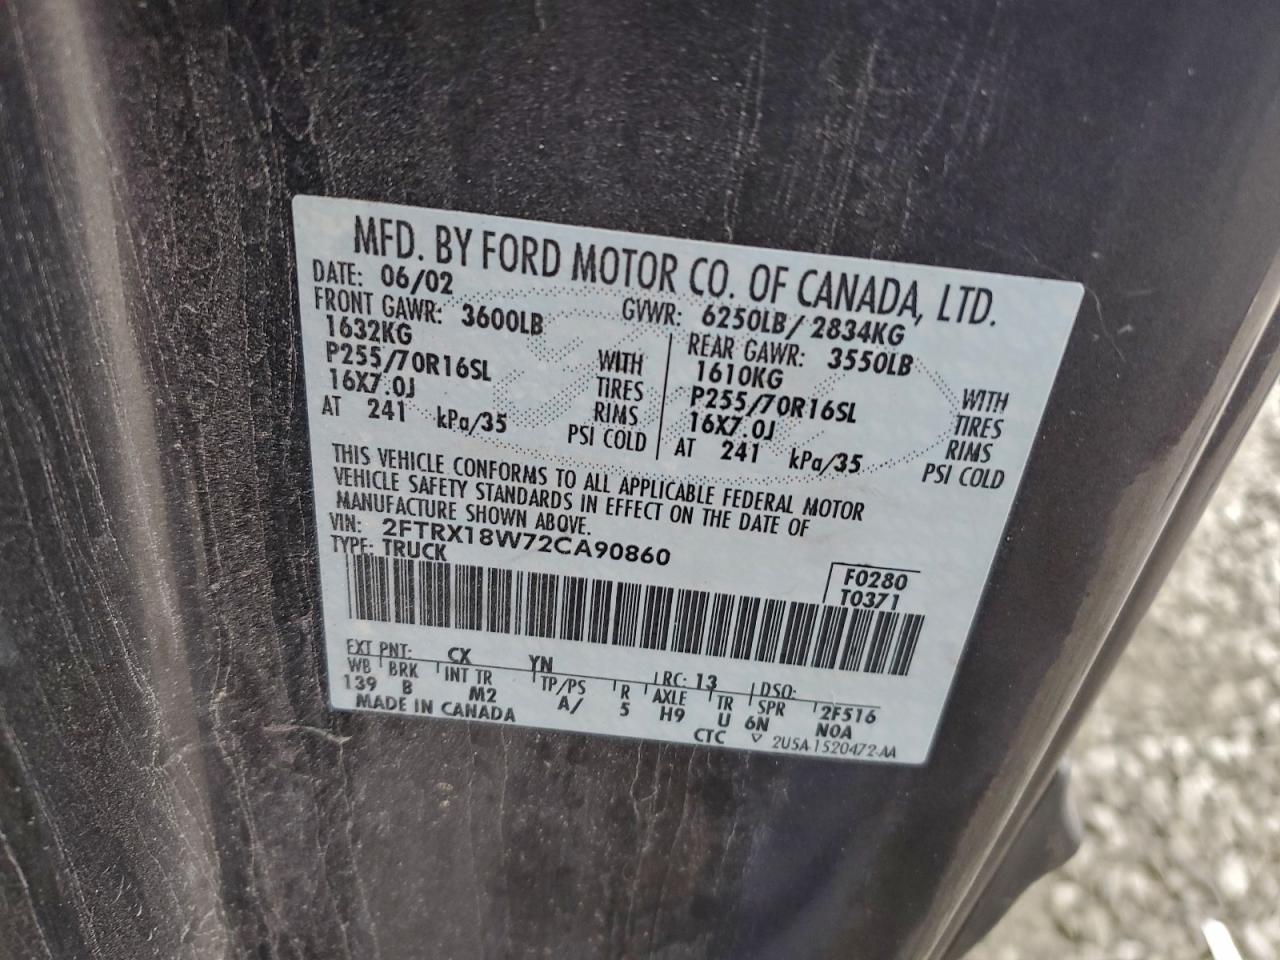 MFD. BY FORD MOTOR CO. OF CANADA, LTD.
DATE: 06/02 GVWR: 6250LB/ 2834KG
FRONT GAWR: 3600LB REAR GAWR: 3550LB
1632KG WITH 1610KG WITH
P255/70R16SL TIRES P255/70R16SL TIRES
16X7.0J RIMS 16X7.0J RIMS
AT 241 kPa/35 PSI COLD AT 241 kPa/35 PSI COLD
THIS VEHICLE CONFORMS TO ALL APPLICABLE FEDERAL MOTOR
VEHICLE SAFETY STANDARDS IN EFFECT ON THE DATE OF
MANUFACTURE SHOWN ABOVE.
VIN: 2FTRX18W72CA90860
TYPE: TRUCK
F0280
T0371
EXT PNT: CX YN RC: 13 DSO:
WB BRK INT TR TP/PS R AXLE TR SPR 2F516
139 B M2 A/ 5 H9 U 6N N0A
MADE IN CANADA CTC 2U5A-1520472-AA